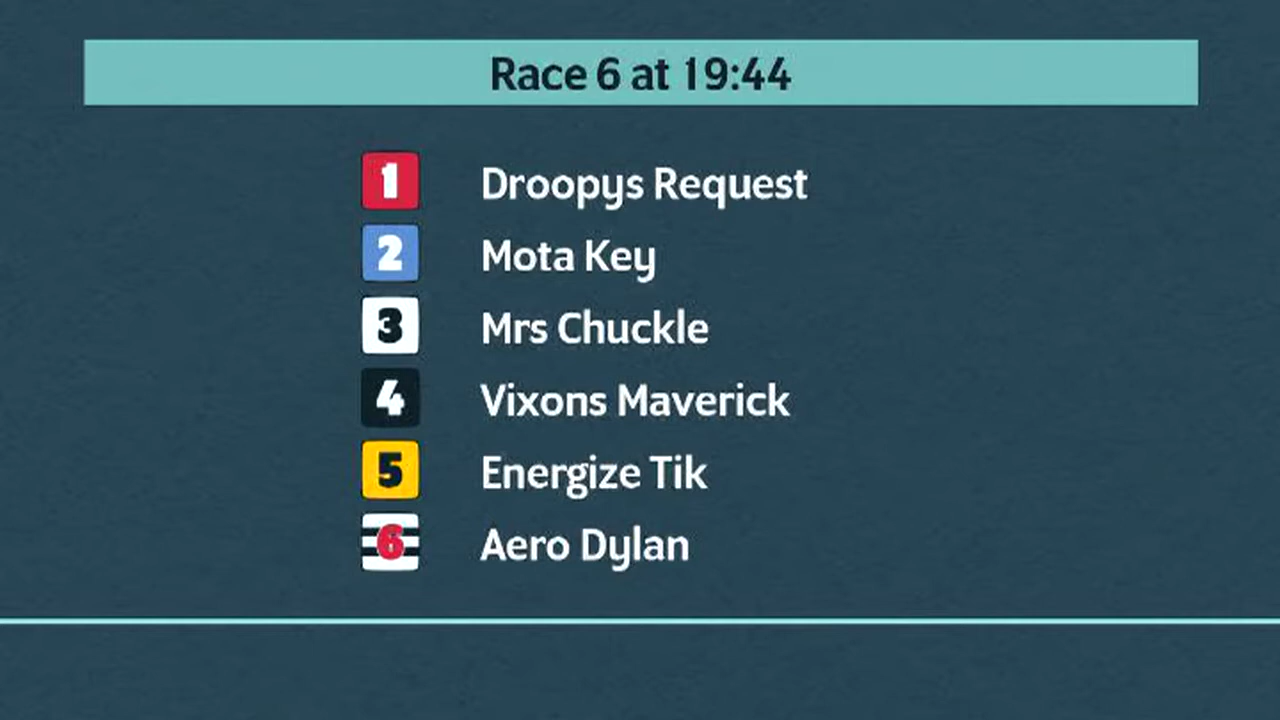 Race 6 at 19:44
1 Droopys Request
2 Mota Key
3 Mrs Chuckle
4 Vixons Maverick
5 Energize Tik
6 Aero Dylan